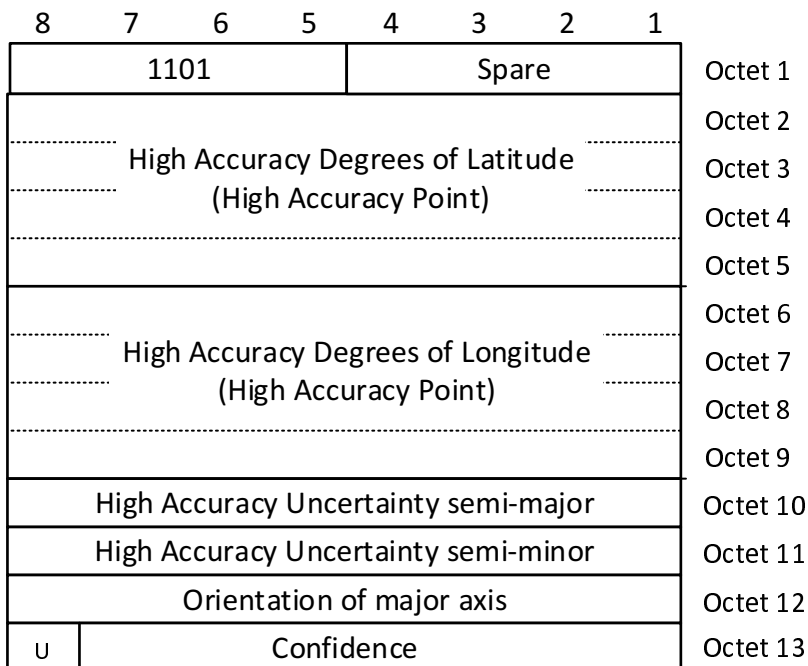 8 7 6 5 4 3 2 1
1101 Spare Octet 1
Octet 2
High Accuracy Degrees of Latitude Octet 3
(High Accuracy Point) Octet 4
Octet 5
Octet 6
High Accuracy Degrees of Longitude Octet 7
(High Accuracy Point) Octet 8
Octet 9
High Accuracy Uncertainty semi-major Octet 10
High Accuracy Uncertainty semi-minor Octet 11
Orientation of major axis Octet 12
U Confidence Octet 13